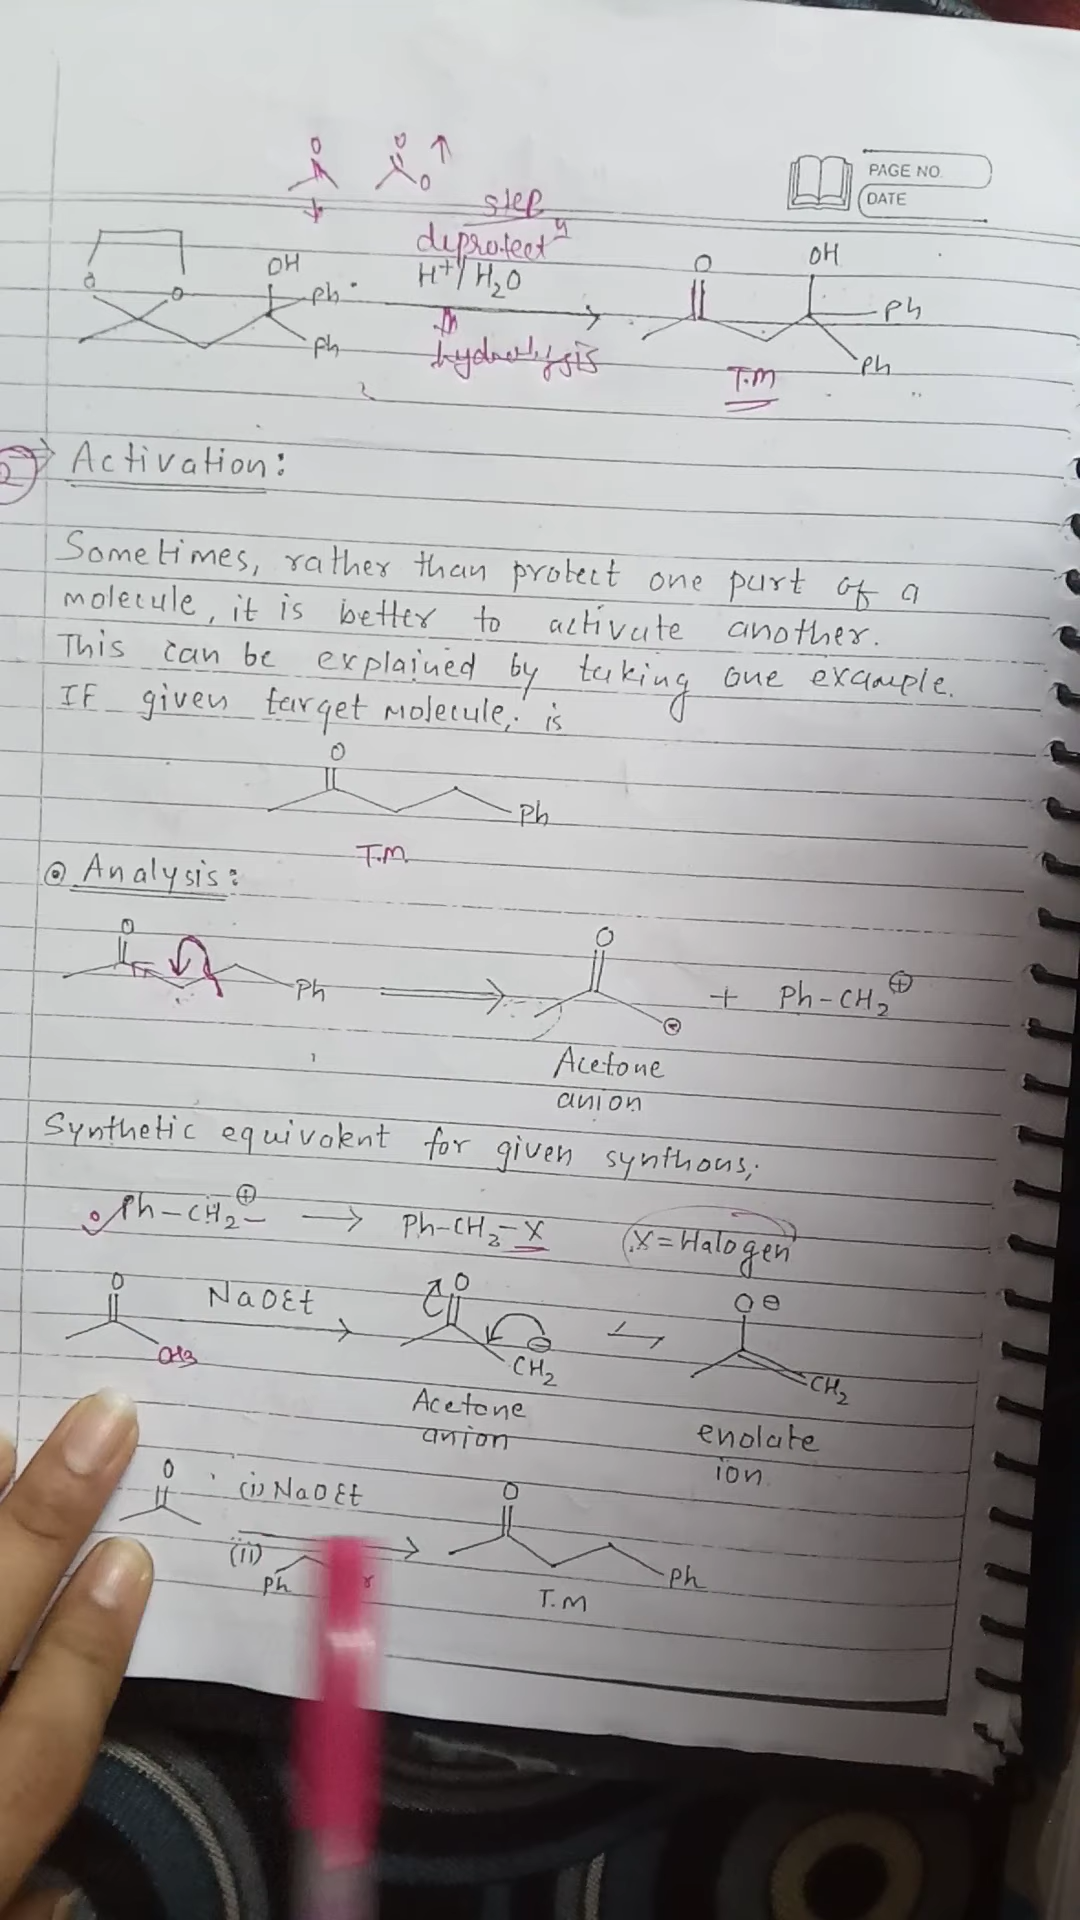 PAGE NO.
DATE
O O
O
step
deprotectⁿ
H⁺/H₂O
hydrolysis
O O OH Ph Ph
O OH Ph Ph
T.M
2
Activation:
Sometimes, rather than protect one part of a
molecule, it is better to activate another.
This can be explained by taking one example.
If given target molecule, is
O
Ph
T.M
Analysis:
O Ph O ⊖ + Ph-CH₂⊕
Acetone
anion
Synthetic equivalent for given synthons;
Ph-CH₂⊕ → Ph-CH₂-X (X=Halogen)
O NaOEt O O⊖
CH3 ⊖ CH₂ CH₂
Acetone
anion
enolate
ion
O (i) NaOEt O
(ii) Ph Ph
T.M